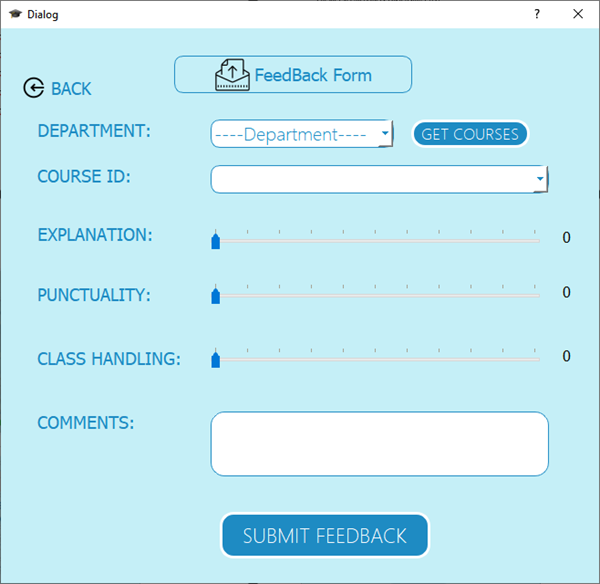 Dialog
?
FeedBack Form
BACK
DEPARTMENT: ----Department---- GET COURSES
COURSE ID:
EXPLANATION: 0
PUNCTUALITY: 0
CLASS HANDLING: 0
COMMENTS:
SUBMIT FEEDBACK